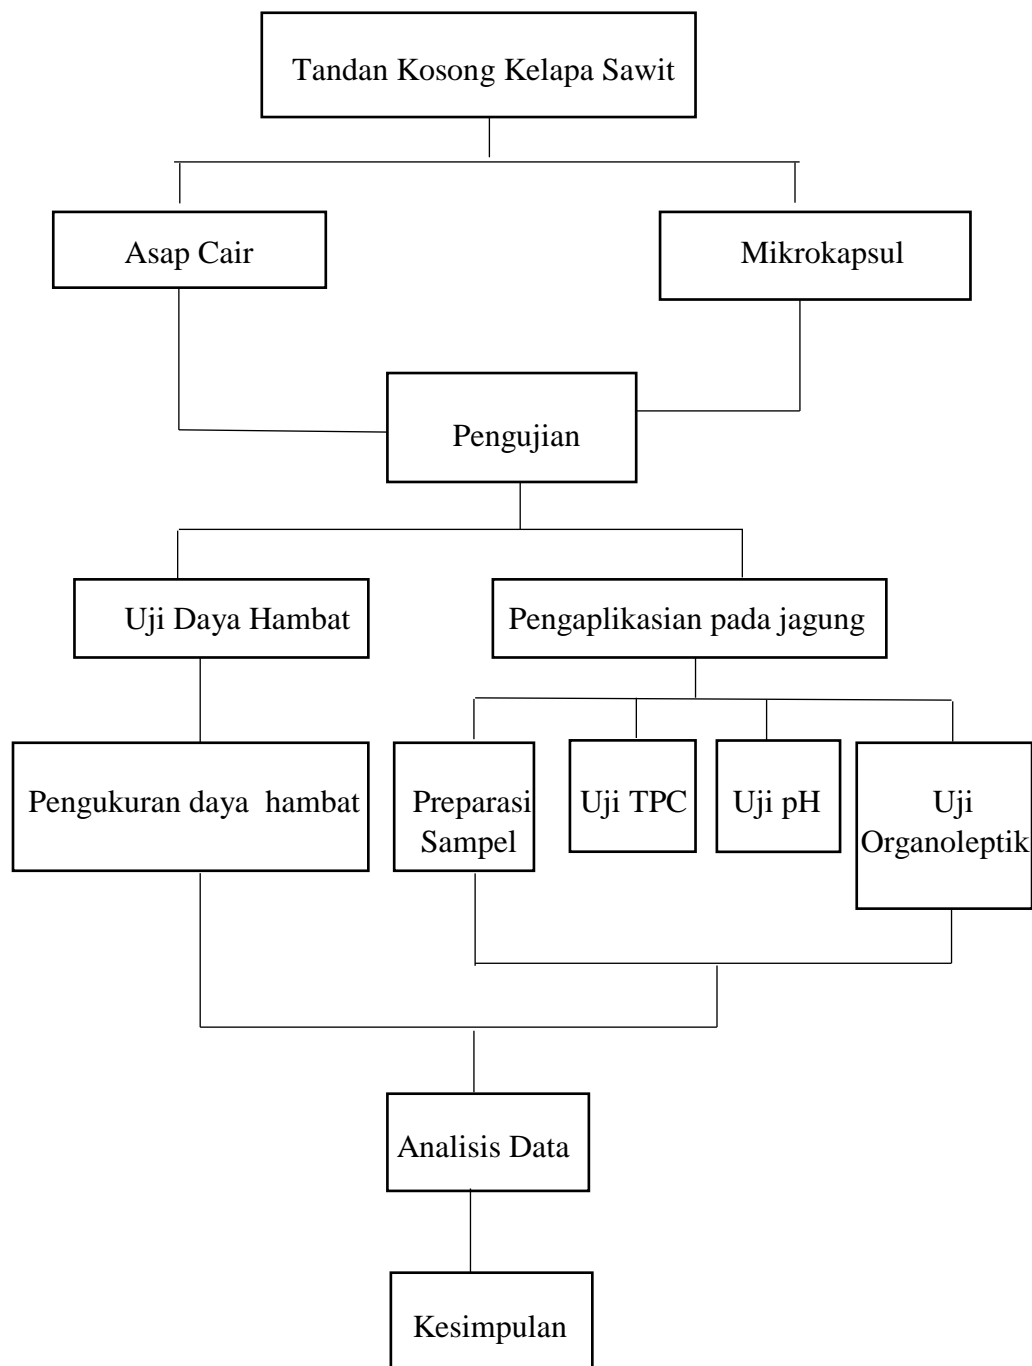 Tandan Kosong Kelapa Sawit
Asap Cair
Mikrokapsul
Pengujian
Uji Daya Hambat
Pengaplikasian pada jagung
Pengukuran daya hambat
Preparasi
Sampel
Uji TPC
Uji pH
Uji
Organoleptik
Analisis Data
Kesimpulan